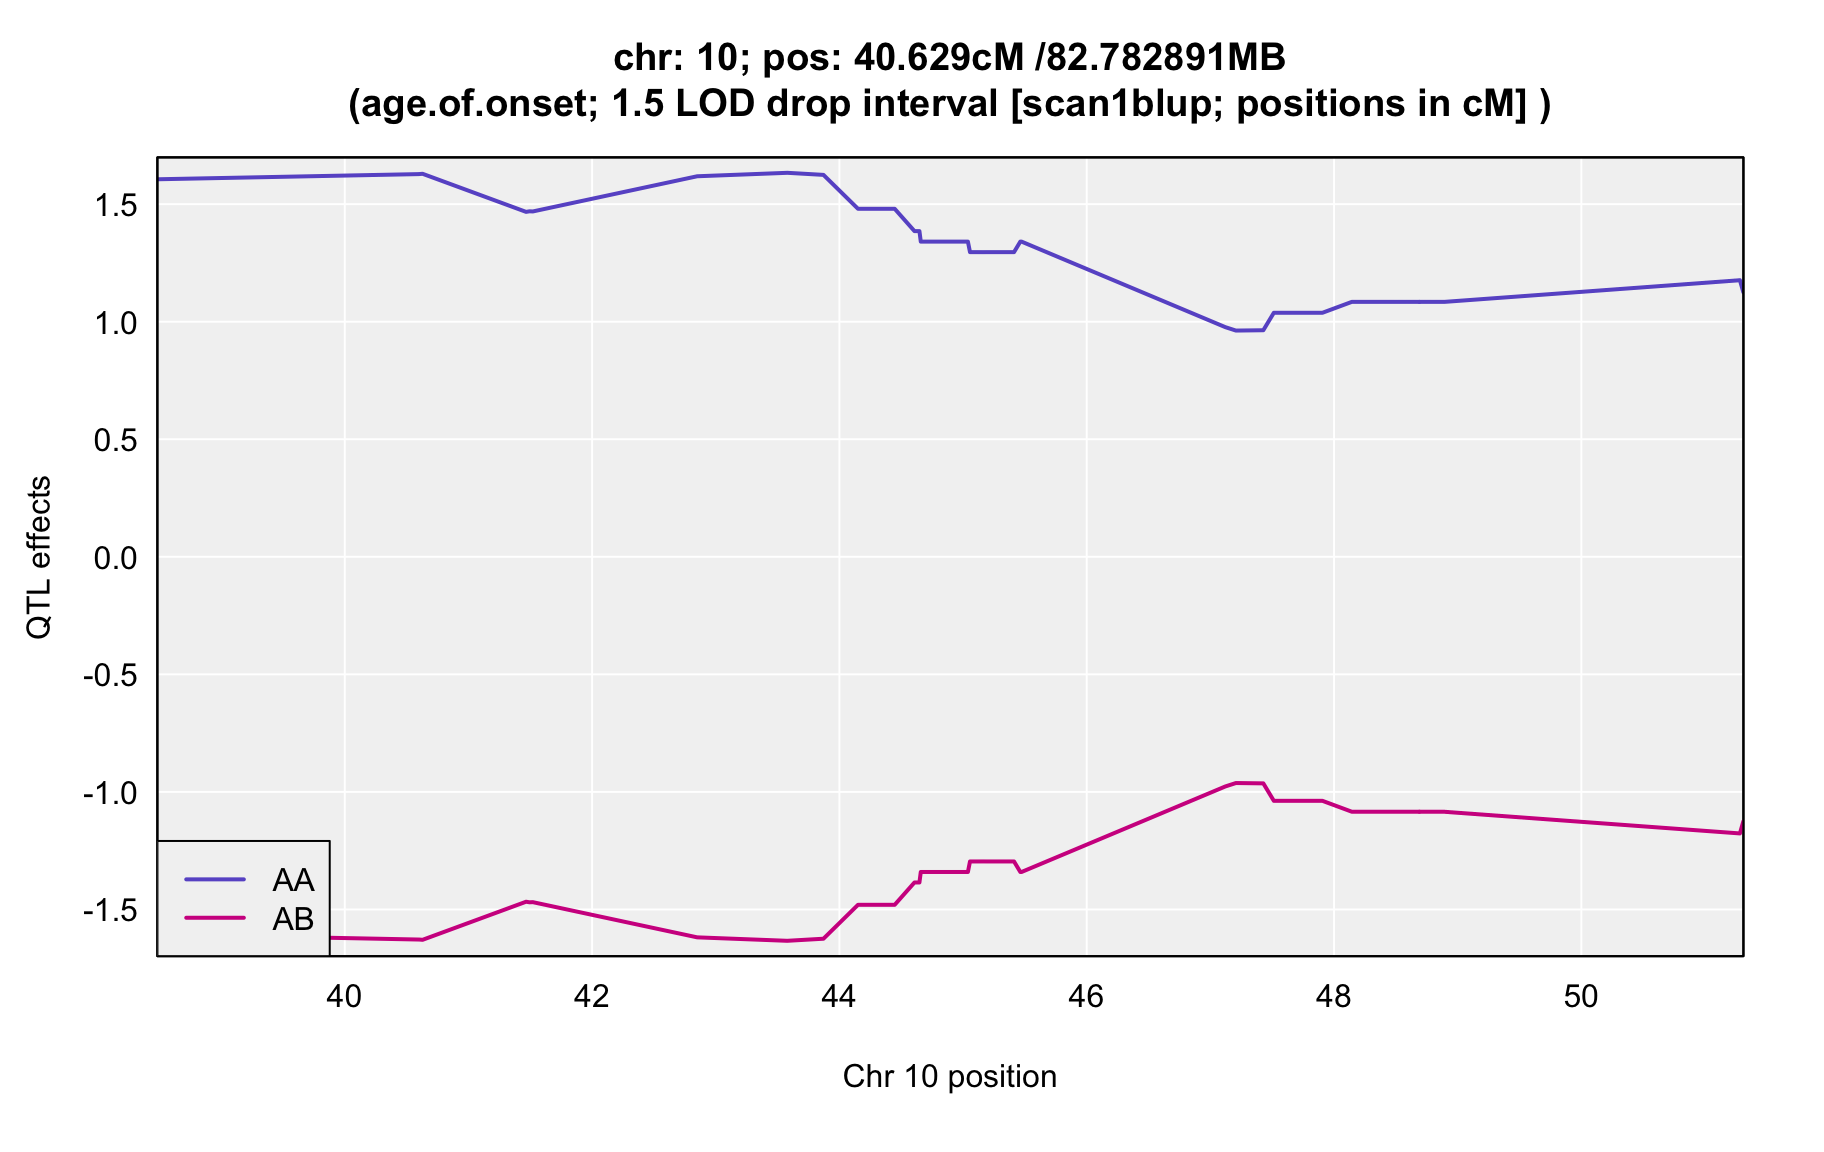 chr: 10; pos: 40.629cM /82.782891MB
(age.of.onset; 1.5 LOD drop interval [scan1blup; positions in cM] )
QTL effects
1.5
1.0
0.5
0.0
-0.5
-1.0
-1.5
AA
AB
40 42 44 46 48 50
Chr 10 position